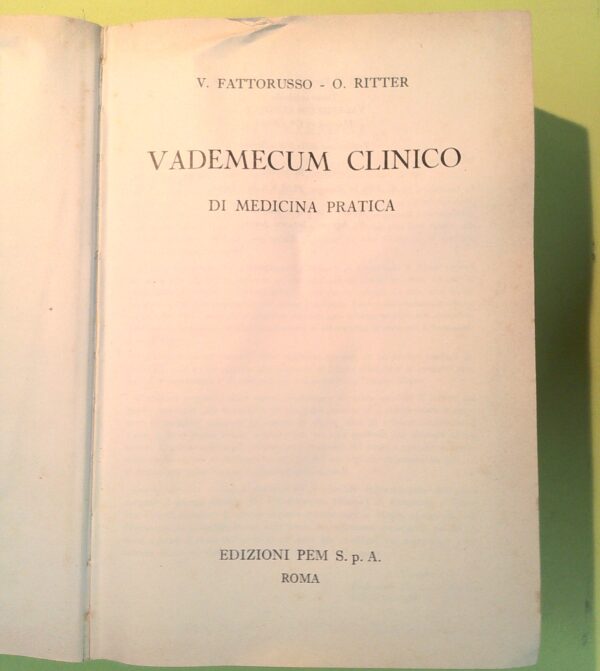 V. FATTORUSSO - O. RITTER
VADEMECUM CLINICO
DI MEDICINA PRATICA
EDIZIONI PEM S. p. A.
ROMA